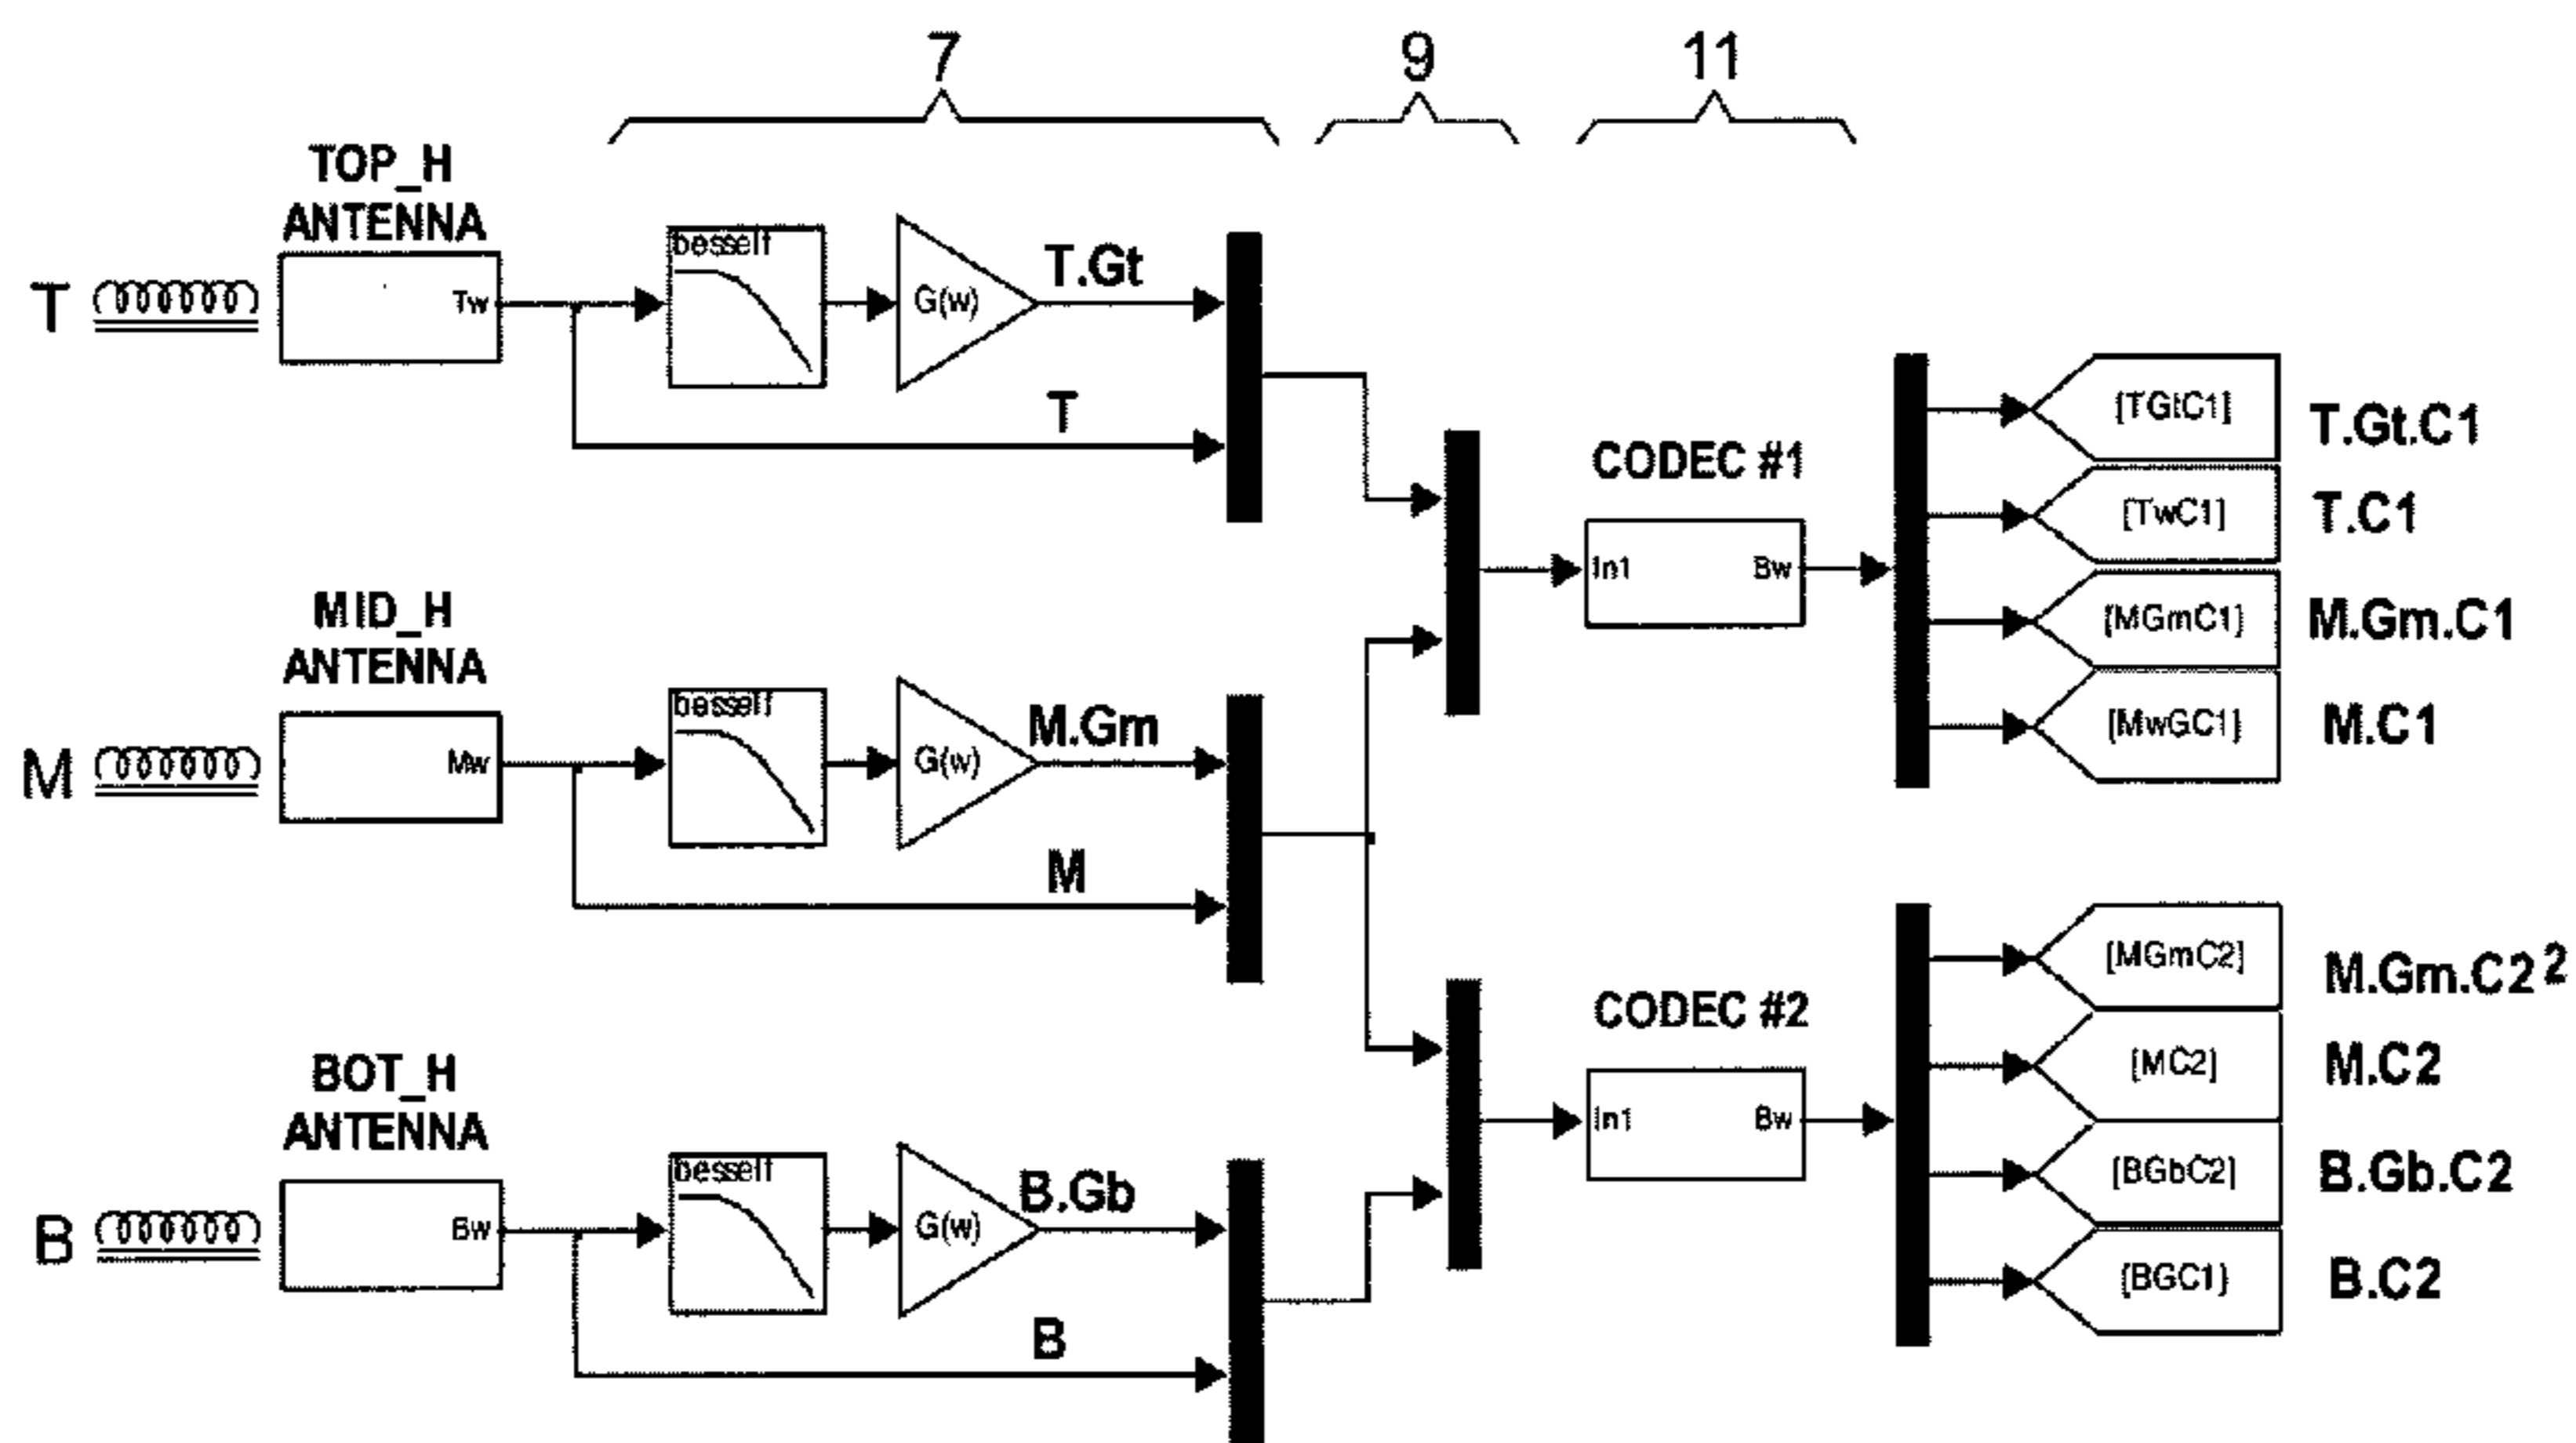 7
9
11
TOP_H
ANTENNA
T
Tw
besself
G(w)
T.Gt
T
MID_H
ANTENNA
M
Mw
besself
G(w)
M.Gm
M
BOT_H
ANTENNA
B
Bw
besself
G(w)
B.Gb
B
CODEC #1
In1 Bw
[TGtC1] T.Gt.C1
[TwC1] T.C1
[MGmC1] M.Gm.C1
[MwGC1] M.C1
CODEC #2
In1 Bw
[MGmC2] M.Gm.C2 2
[MC2] M.C2
[BGbC2] B.Gb.C2
[BGC1] B.C2